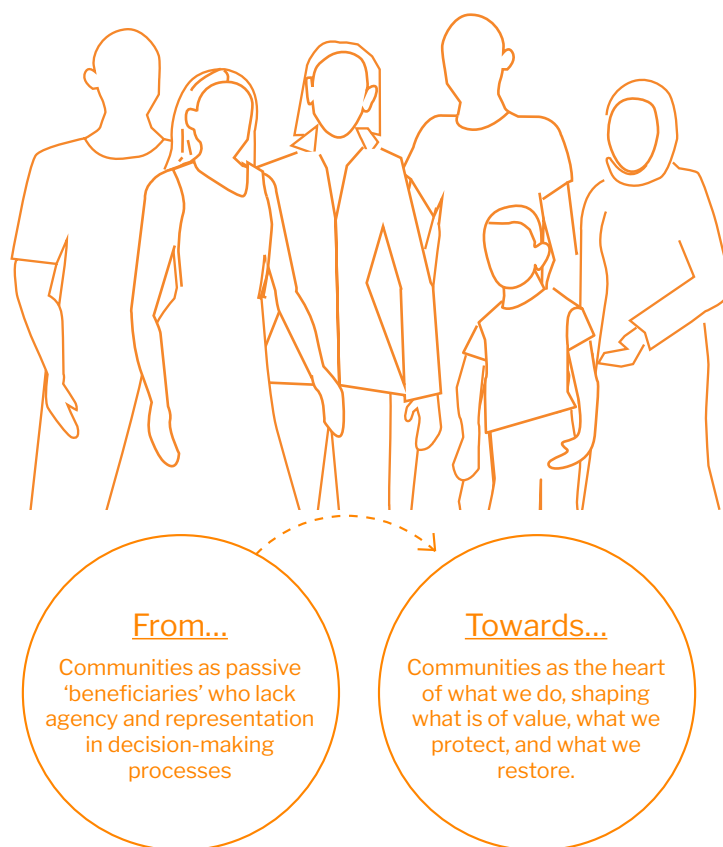 From...
Communities as passive
‘beneficiaries’ who lack
agency and representation
in decision-making
processes
Towards...
Communities as the heart
of what we do, shaping
what is of value, what we
protect, and what we
restore.